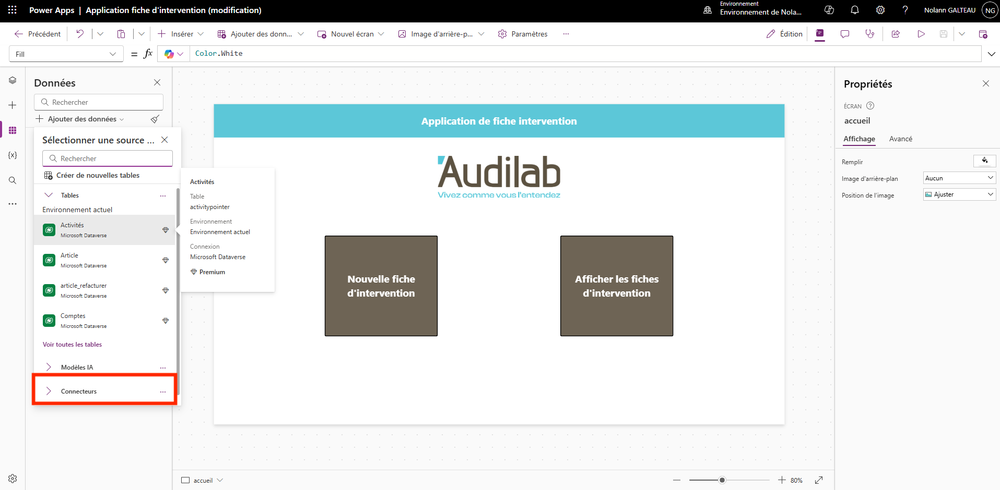 Power Apps | Application fiche d'intervention (modification)
Environnement
Environnement de Nola...
Nolann GALTEAU
NG
Précédent
Insérer
Ajouter des donn...
Nouvel écran
Image d'arrière-p...
Paramètres
...
Édition
Fill
= fx
Color.White
Données
Rechercher
Ajouter des données
Sélectionner une source ...
Rechercher
Créer de nouvelles tables
Tables
...
Environnement actuel
Activités
Microsoft Dataverse
Article
Microsoft Dataverse
article_refacturer
Microsoft Dataverse
Comptes
Microsoft Dataverse
Voir toutes les tables
Modèles IA
...
Connecteurs
...
Activités
Table
activitypointer
Environnement
Environnement actuel
Connexion
Microsoft Dataverse
Premium
Application de fiche intervention
Audilab
Vivez comme vous l'entendez
Nouvelle fiche
d'intervention
Afficher les fiches
d'intervention
accueil
80%
Propriétés
ÉCRAN
accueil
Affichage
Avancé
Remplir
Image d'arrière-plan
Aucun
Position de l'image
Ajuster